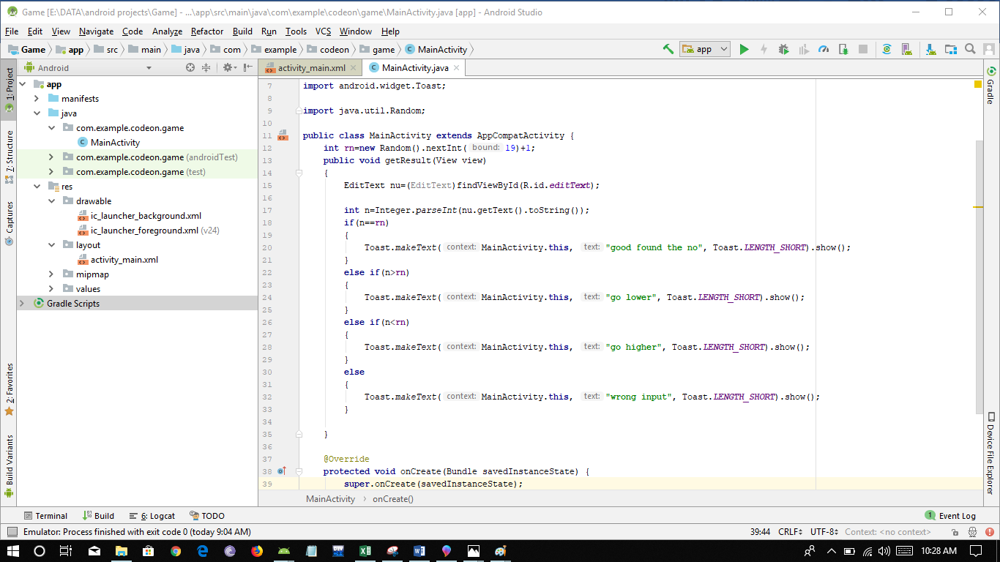 Game [E:\DATA\android projects\Game] - ...\app\src\main\java\com\example\codeon\game\MainActivity.java [app] - Android Studio
File Edit View Navigate Code Analyze Refactor Build Run Tools VCS Window Help
Game app src main java com example codeon game MainActivity app
Android
activity_main.xml MainActivity.java
1: Project
7: Structure
Captures
2: Favorites
Build Variants
app
manifests
java
com.example.codeon.game
MainActivity
com.example.codeon.game (androidTest)
com.example.codeon.game (test)
res
drawable
ic_launcher_background.xml
ic_launcher_foreground.xml (v24)
layout
activity_main.xml
mipmap
values
Gradle Scripts
7 import android.widget.Toast;
8
9 import java.util.Random;
10
11 public class MainActivity extends AppCompatActivity {
12 int rn=new Random().nextInt( bound: 19)+1;
13 public void getResult(View view)
14 {
15 EditText nu=(EditText)findViewById(R.id.editText);
16
17 int n=Integer.parseInt(nu.getText().toString());
18 if(n==rn)
19 {
20 Toast.makeText( context: MainActivity.this, text: "good found the no", Toast.LENGTH_SHORT).show();
21 }
22 else if(n>rn)
23 {
24 Toast.makeText( context: MainActivity.this, text: "go lower", Toast.LENGTH_SHORT).show();
25 }
26 else if(n<rn)
27 {
28 Toast.makeText( context: MainActivity.this, text: "go higher", Toast.LENGTH_SHORT).show();
29 }
30 else
31 {
32 Toast.makeText( context: MainActivity.this, text: "wrong input", Toast.LENGTH_SHORT).show();
33 }
34
35 }
36
37 @Override
38 protected void onCreate(Bundle savedInstanceState) {
39 super.onCreate(savedInstanceState);
MainActivity onCreate()
Gradle
Device File Explorer
Terminal Build 6: Logcat TODO 1 Event Log
Emulator: Process finished with exit code 0 (today 9:04 AM) 39:44 CRLF UTF-8 Context: <no context>
10:28 AM